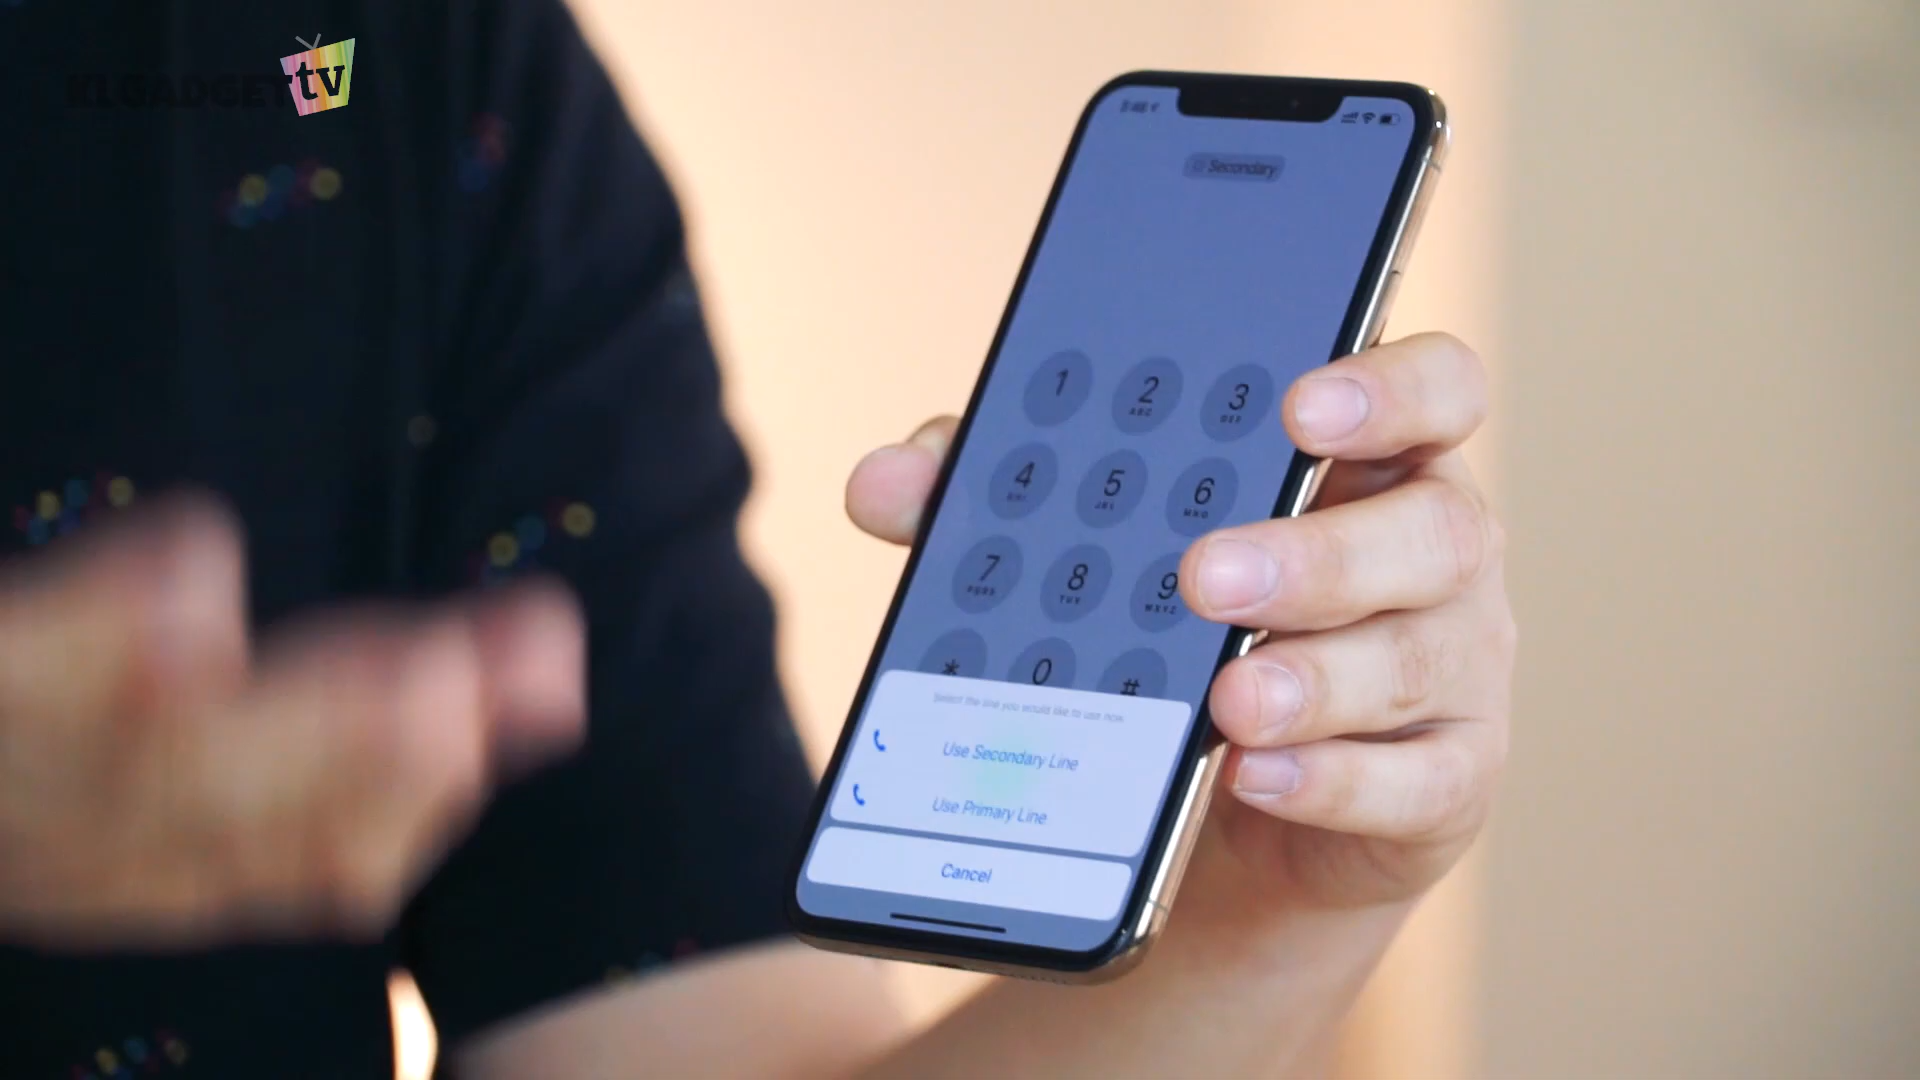 KLGADGET tv
Secondary
1
2
ABC
3
DEF
4
GHI
5
JKL
6
MNO
7
PQRS
8
TUV
9
WXYZ
*
0
#
Select the line you would like to use now.
Use Secondary Line
Use Primary Line
Cancel